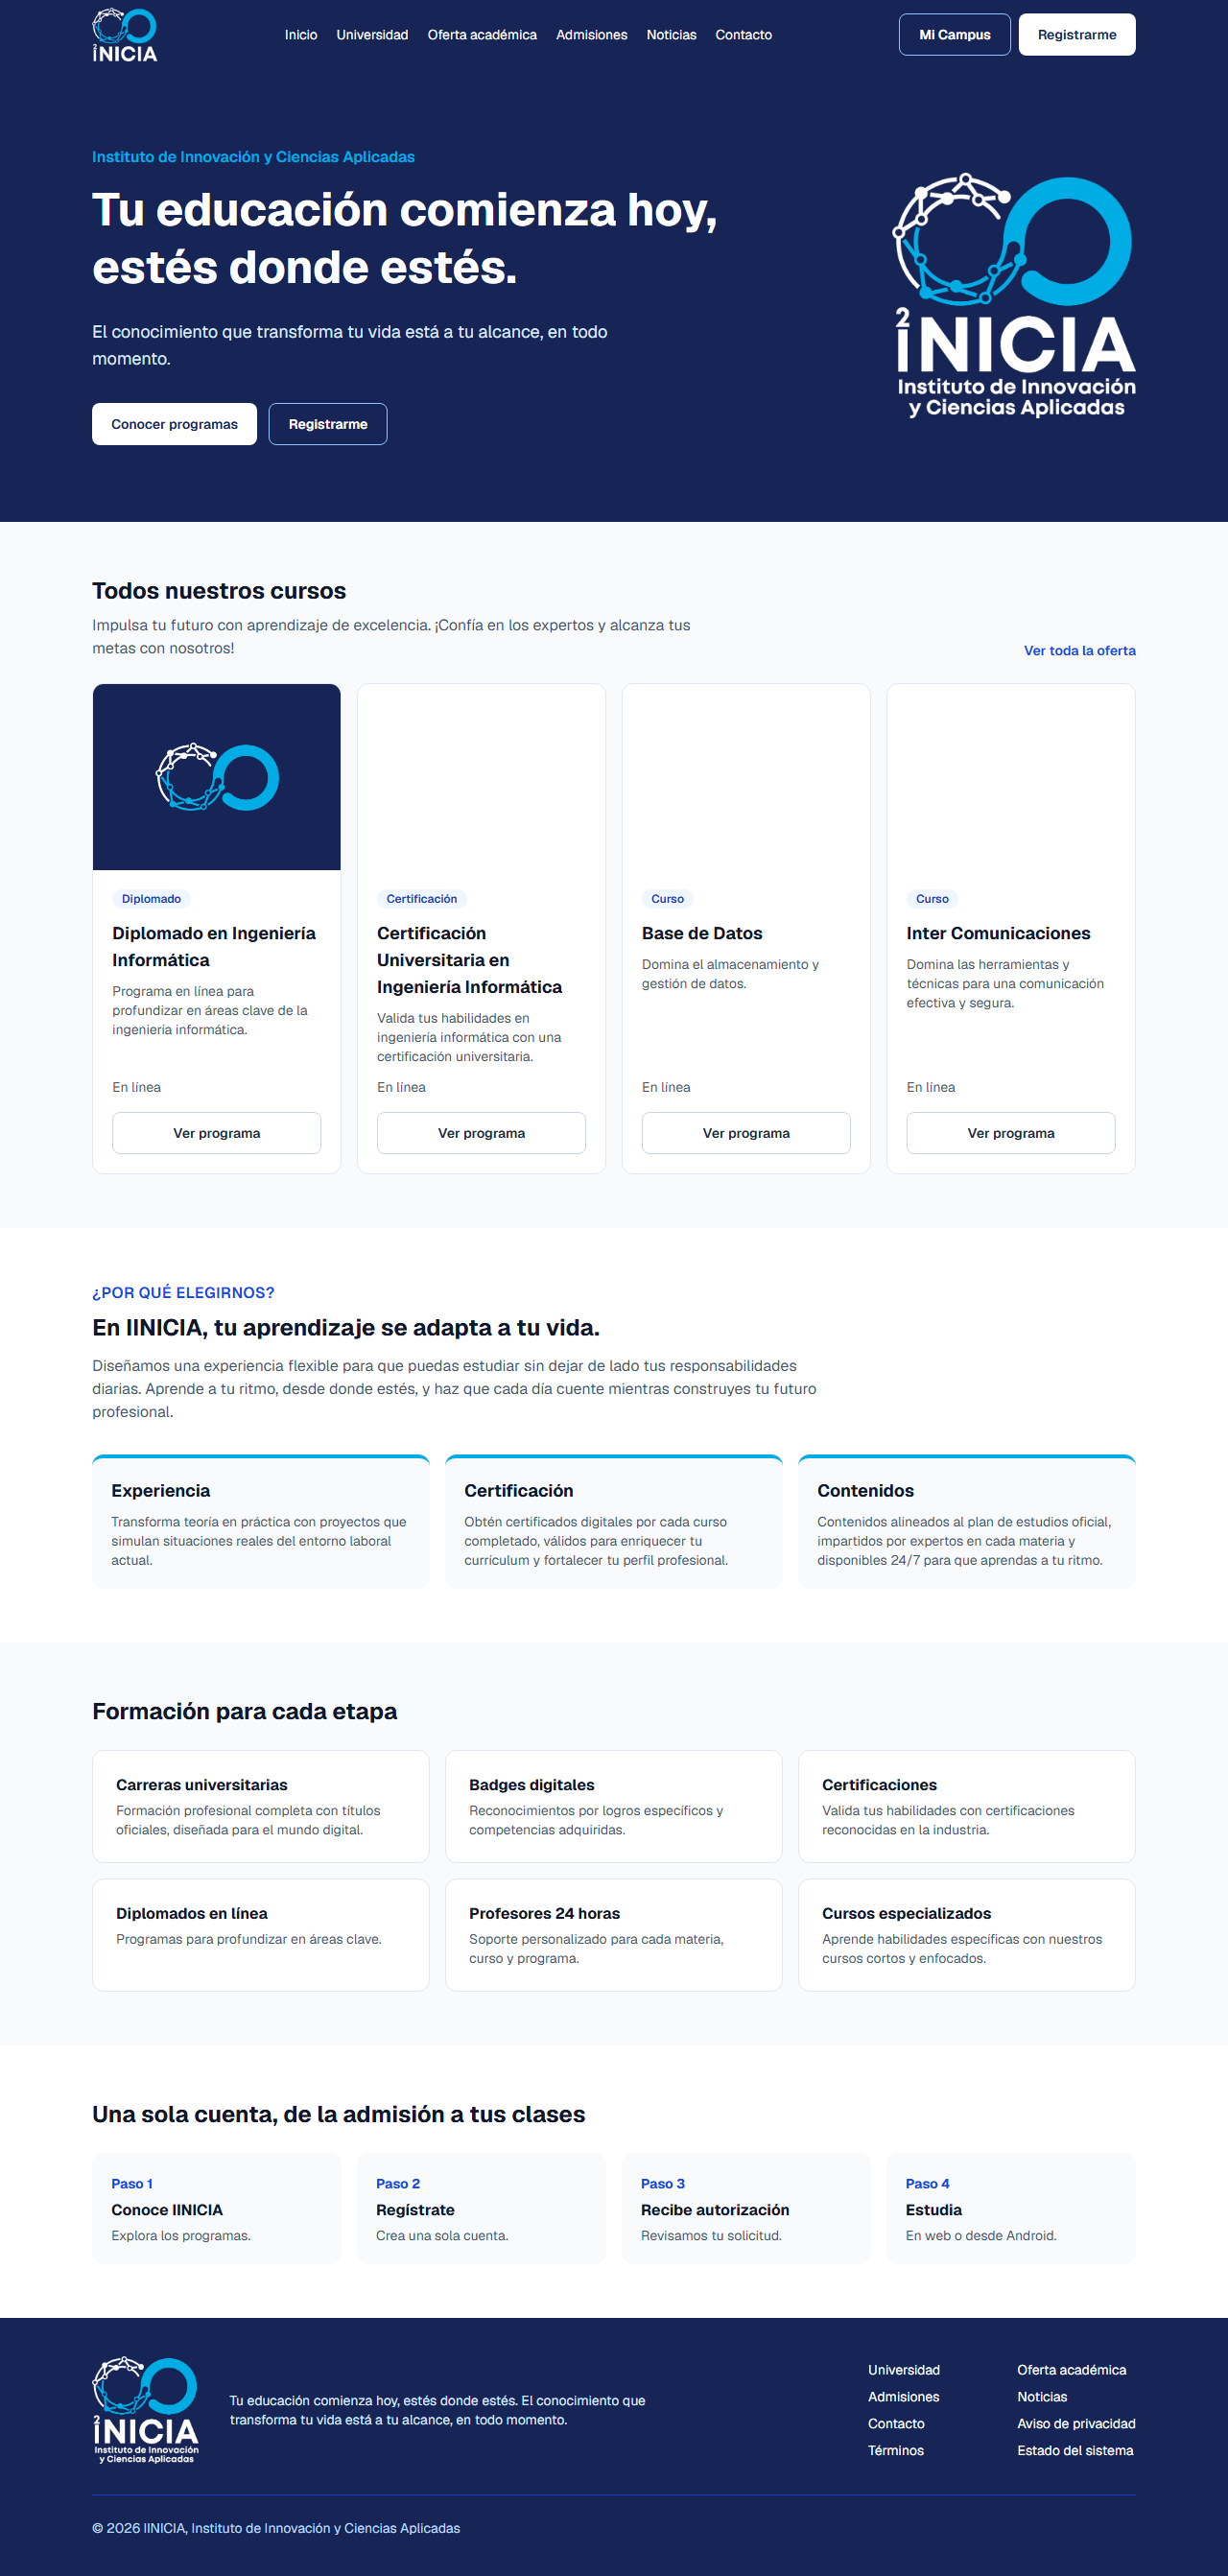 2
iNICIA
Inicio
Universidad
Oferta académica
Admisiones
Noticias
Contacto
Mi Campus
Registrarme
Instituto de Innovación y Ciencias Aplicadas
Tu educación comienza hoy,
estés donde estés.
El conocimiento que transforma tu vida está a tu alcance, en todo
momento.
Conocer programas
Registrarme
2
iNICIA
Instituto de Innovación
y Ciencias Aplicadas
Todos nuestros cursos
Impulsa tu futuro con aprendizaje de excelencia. ¡Confía en los expertos y alcanza tus
metas con nosotros!
Ver toda la oferta
Diplomado
Diplomado en Ingeniería
Informática
Programa en línea para
profundizar en áreas clave de la
ingeniería informática.
En línea
Ver programa
Certificación
Certificación
Universitaria en
Ingeniería Informática
Valida tus habilidades en
ingeniería informática con una
certificación universitaria.
En línea
Ver programa
Curso
Base de Datos
Domina el almacenamiento y
gestión de datos.
En línea
Ver programa
Curso
Inter Comunicaciones
Domina las herramientas y
técnicas para una comunicación
efectiva y segura.
En línea
Ver programa
¿POR QUÉ ELEGIRNOS?
En IINICIA, tu aprendizaje se adapta a tu vida.
Diseñamos una experiencia flexible para que puedas estudiar sin dejar de lado tus responsabilidades
diarias. Aprende a tu ritmo, desde donde estés, y haz que cada día cuente mientras construyes tu futuro
profesional.
Experiencia
Transforma teoría en práctica con proyectos que
simulan situaciones reales del entorno laboral
actual.
Certificación
Obtén certificados digitales por cada curso
completado, válidos para enriquecer tu
currículum y fortalecer tu perfil profesional.
Contenidos
Contenidos alineados al plan de estudios oficial,
impartidos por expertos en cada materia y
disponibles 24/7 para que aprendas a tu ritmo.
Formación para cada etapa
Carreras universitarias
Formación profesional completa con títulos
oficiales, diseñada para el mundo digital.
Badges digitales
Reconocimientos por logros específicos y
competencias adquiridas.
Certificaciones
Valida tus habilidades con certificaciones
reconocidas en la industria.
Diplomados en línea
Programas para profundizar en áreas clave.
Profesores 24 horas
Soporte personalizado para cada materia,
curso y programa.
Cursos especializados
Aprende habilidades específicas con nuestros
cursos cortos y enfocados.
Una sola cuenta, de la admisión a tus clases
Paso 1
Conoce IINICIA
Explora los programas.
Paso 2
Regístrate
Crea una sola cuenta.
Paso 3
Recibe autorización
Revisamos tu solicitud.
Paso 4
Estudia
En web o desde Android.
2
iNICIA
Instituto de Innovación
y Ciencias Aplicadas
Tu educación comienza hoy, estés donde estés. El conocimiento que
transforma tu vida está a tu alcance, en todo momento.
Universidad
Oferta académica
Admisiones
Noticias
Contacto
Aviso de privacidad
Términos
Estado del sistema
© 2026 IINICIA, Instituto de Innovación y Ciencias Aplicadas